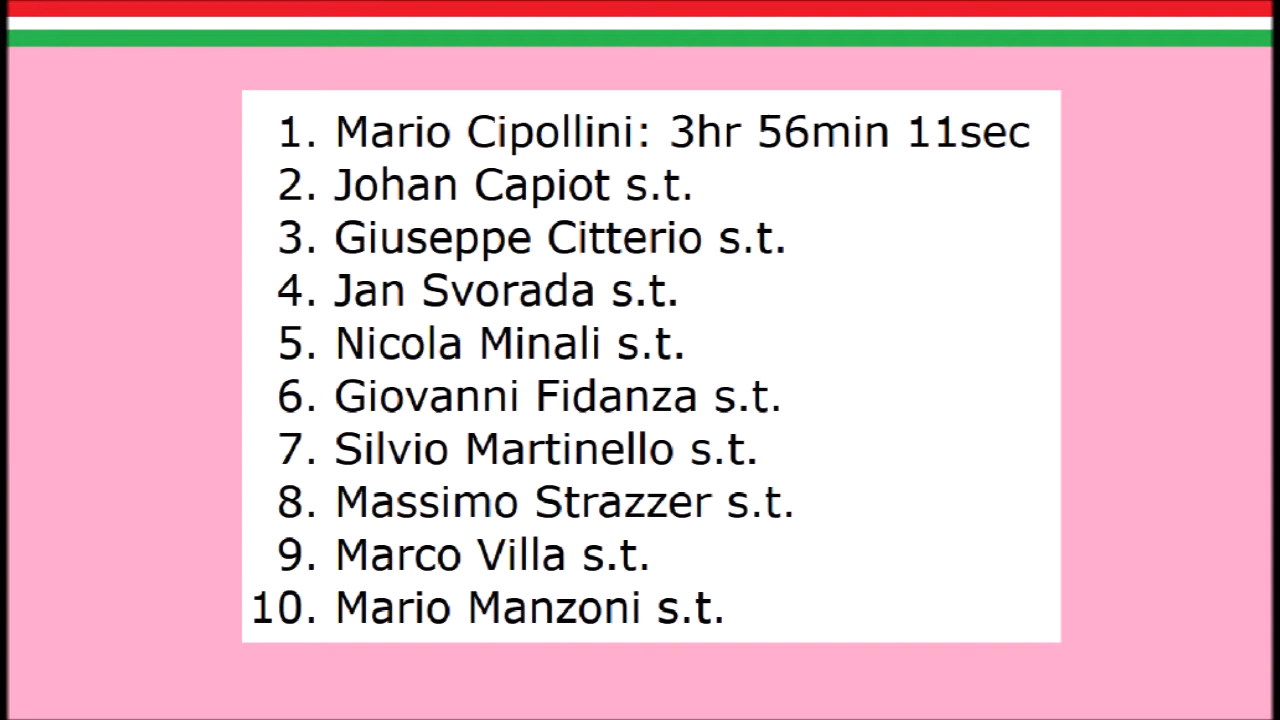 1. Mario Cipollini: 3hr 56min 11sec
2. Johan Capiot s.t.
3. Giuseppe Citterio s.t.
4. Jan Svorada s.t.
5. Nicola Minali s.t.
6. Giovanni Fidanza s.t.
7. Silvio Martinello s.t.
8. Massimo Strazzer s.t.
9. Marco Villa s.t.
10. Mario Manzoni s.t.